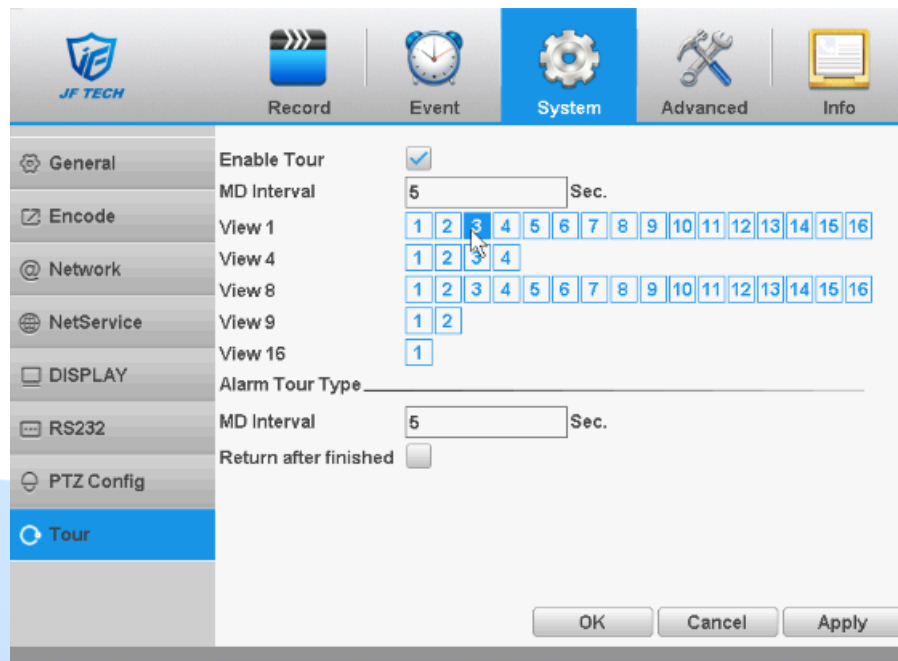 JF TECH
Record Event System Advanced Info
General
Enable Tour
MD Interval 5 Sec.
Encode
View 1 1 2 3 4 5 6 7 8 9 10 11 12 13 14 15 16
View 4 1 2 3 4
Network
View 8 1 2 3 4 5 6 7 8 9 10 11 12 13 14 15 16
NetService
View 9 1 2
View 16 1
DISPLAY
Alarm Tour Type
RS232
MD Interval 5 Sec.
Return after finished
PTZ Config
Tour
OK Cancel Apply